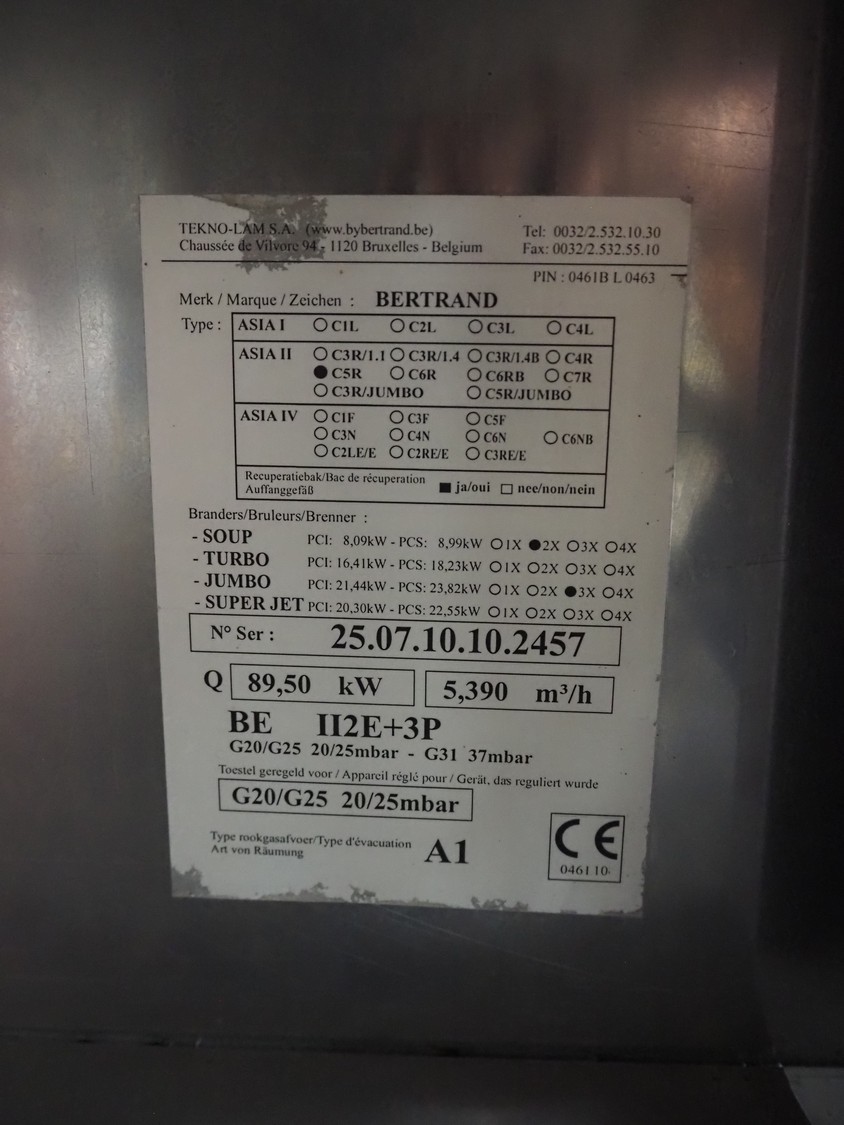 TEKNO-LAM S.A. (www.bybertrand.be) Tel: 0032/2.532.10.30
Chaussée de Vilvore 94 - 1120 Bruxelles - Belgium Fax: 0032/2.532.55.10
PIN : 0461B L 0463
Merk / Marque / Zeichen : BERTRAND
Type : ASIA I ○ C1L ○ C2L ○ C3L ○ C4L
ASIA II ○ C3R/1.1 ○ C3R/1.4 ○ C3R/1.4B ○ C4R
● C5R ○ C6R ○ C6RB ○ C7R
○ C3R/JUMBO ○ C5R/JUMBO
ASIA IV ○ C1F ○ C3F ○ C5F
○ C3N ○ C4N ○ C6N ○ C6NB
○ C2LE/E ○ C2RE/E ○ C3RE/E
Recuperatiebak/Bac de récuperation
Auffanggefäß ■ ja/oui □ nee/non/nein
Branders/Bruleurs/Brenner :
- SOUP PCI: 8,09kW - PCS: 8,99kW ○1X ●2X ○3X ○4X
- TURBO PCI: 16,41kW - PCS: 18,23kW ○1X ○2X ○3X ○4X
- JUMBO PCI: 21,44kW - PCS: 23,82kW ○1X ○2X ●3X ○4X
- SUPER JET PCI: 20,30kW - PCS: 22,55kW ○1X ○2X ○3X ○4X
N° Ser : 25.07.10.10.2457
Q 89,50 kW 5,390 m³/h
BE II2E+3P
G20/G25 20/25mbar - G31 37mbar
Toestel geregeld voor / Appareil réglé pour / Gerät, das reguliert wurde
G20/G25 20/25mbar
Type rookgasafvoer/Type d'évacuation
Art von Räumung A1
CE
0461 10